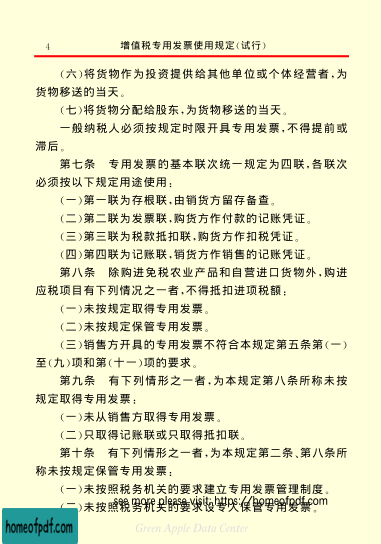 4 增值税专用发票使用规定(试行)
(六)将货物作为投资提供给其他单位或个体经营者,为
货物移送的当天。
(七)将货物分配给股东,为货物移送的当天。
一般纳税人必须按规定时限开具专用发票,不得提前或
滞后。
第七条 专用发票的基本联次统一规定为四联,各联次
必须按以下规定用途使用:
(一)第一联为存根联,由销货方留存备查。
(二)第二联为发票联,购货方作付款的记账凭证。
(三)第三联为税款抵扣联,购货方作扣税凭证。
(四)第四联为记账联,销货方作销售的记账凭证。
第八条 除购进免税农业产品和自营进口货物外,购进
应税项目有下列情况之一者,不得抵扣进项税额:
(一)未按规定取得专用发票。
(二)未按规定保管专用发票。
(三)销售方开具的专用发票不符合本规定第五条第(一)
至(九)项和第(十一)项的要求。
第九条 有下列情形之一者,为本规定第八条所称未按
规定取得专用发票:
(一)未从销售方取得专用发票。
(二)只取得记账联或只取得抵扣联。
第十条 有下列情形之一者,为本规定第二条、第八条所
称未按规定保管专用发票:
(一)未按照税务机关的要求建立专用发票管理制度。
see more please visit: https://homeofpdf.com
(二)未按照税务机关的要求设专人保管专用发票。
homeofpdf.com
Green Apple Data Center